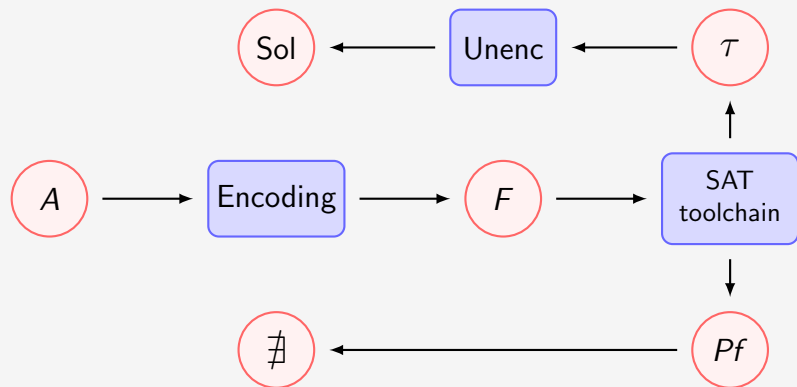 Sol
Unenc
τ
A
Encoding
F
SAT
toolchain
∄
Pf